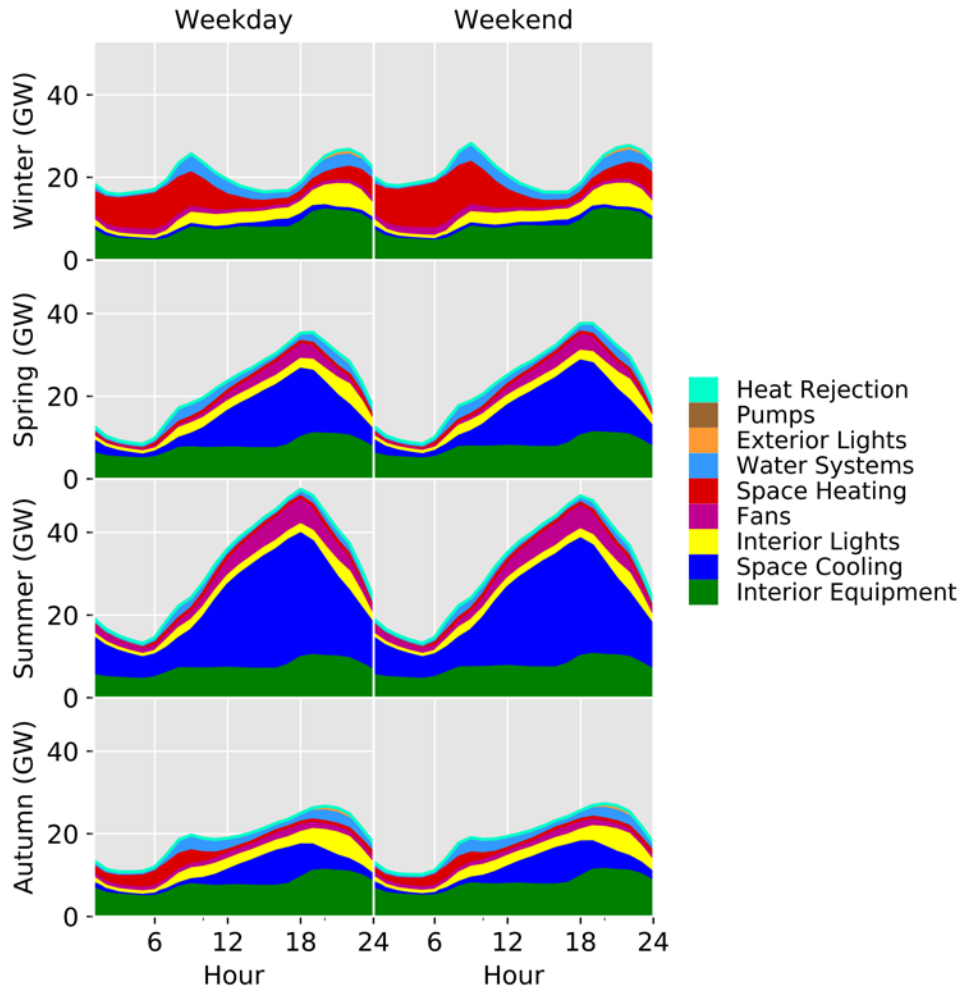 Weekday Weekend
Winter (GW)
40
20
0
Spring (GW)
40
20
0
Summer (GW)
40
20
0
Autumn (GW)
40
20
0
6 12 18 24 6 12 18 24
Hour Hour
Heat Rejection
Pumps
Exterior Lights
Water Systems
Space Heating
Fans
Interior Lights
Space Cooling
Interior Equipment